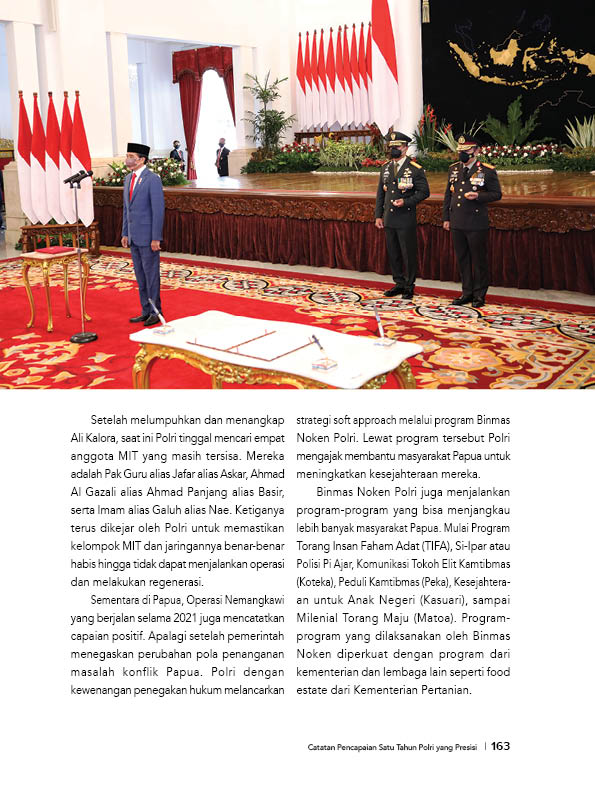 Setelah melumpuhkan dan menangkap
Ali Kalora, saat ini Polri tinggal mencari empat
anggota MIT yang masih tersisa. Mereka
adalah Pak Guru alias Jafar alias Askar, Ahmad
Al Gazali alias Ahmad Panjang alias Basir,
serta Imam alias Galuh alias Nae. Ketiganya
terus dikejar oleh Polri untuk memastikan
kelompok MIT dan jaringannya benar-benar
habis hingga tidak dapat menjalankan operasi
dan melakukan regenerasi.
Sementara di Papua, Operasi Nemangkawi
yang berjalan selama 2021 juga mencatatkan
capaian positif. Apalagi setelah pemerintah
menegaskan perubahan pola penanganan
masalah konflik Papua. Polri dengan
kewenangan penegakan hukum melancarkan
strategi soft approach melalui program Binmas
Noken Polri. Lewat program tersebut Polri
mengajak membantu masyarakat Papua untuk
meningkatkan kesejahteraan mereka.
Binmas Noken Polri juga menjalankan
program-program yang bisa menjangkau
lebih banyak masyarakat Papua. Mulai Program
Torang Insan Faham Adat (TIFA), Si-Ipar atau
Polisi Pi Ajar, Komunikasi Tokoh Elit Kamtibmas
(Koteka), Peduli Kamtibmas (Peka), Kesejahtera-
an untuk Anak Negeri (Kasuari), sampai
Milenial Torang Maju (Matoa). Program-
program yang dilaksanakan oleh Binmas
Noken diperkuat dengan program dari
kementerian dan lembaga lain seperti food
estate dari Kementerian Pertanian.
Catatan Pencapaian Satu Tahun Polri yang Presisi | 163